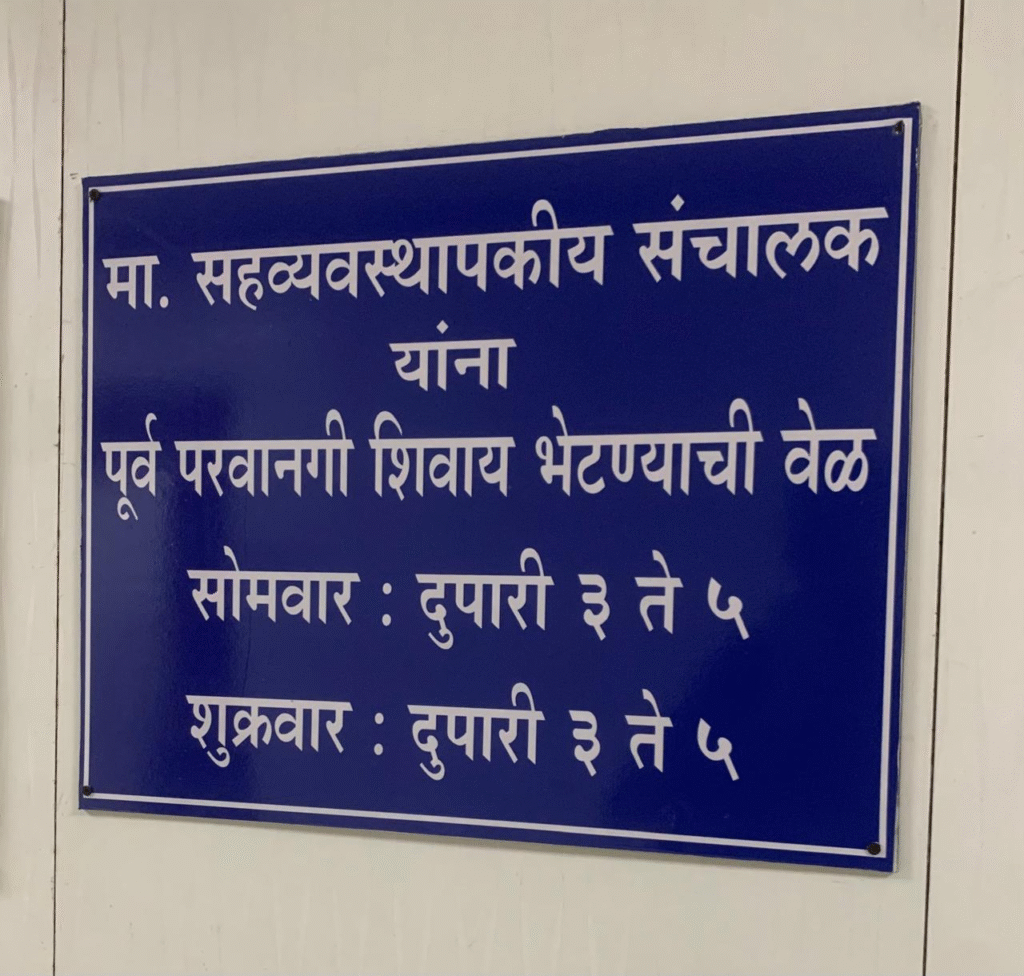 मा. सहव्यवस्थापकीय संचालक
यांना
पूर्व परवानगी शिवाय भेटण्याची वेळ
सोमवार : दुपारी ३ ते ५
शुक्रवार : दुपारी ३ ते ५